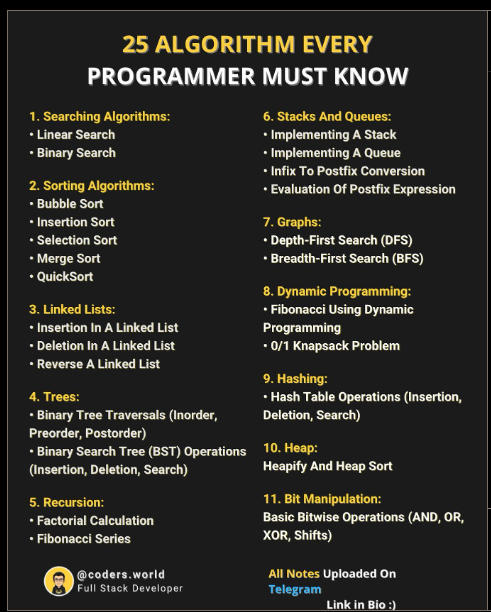 25 ALGORITHM EVERY
PROGRAMMER MUST KNOW
1. Searching Algorithms:
• Linear Search
• Binary Search
2. Sorting Algorithms:
• Bubble Sort
• Insertion Sort
• Selection Sort
• Merge Sort
• QuickSort
3. Linked Lists:
• Insertion In A Linked List
• Deletion In A Linked List
• Reverse A Linked List
4. Trees:
• Binary Tree Traversals (Inorder,
Preorder, Postorder)
• Binary Search Tree (BST) Operations
(Insertion, Deletion, Search)
5. Recursion:
• Factorial Calculation
• Fibonacci Series
6. Stacks And Queues:
• Implementing A Stack
• Implementing A Queue
• Infix To Postfix Conversion
• Evaluation Of Postfix Expression
7. Graphs:
• Depth-First Search (DFS)
• Breadth-First Search (BFS)
8. Dynamic Programming:
• Fibonacci Using Dynamic
Programming
• 0/1 Knapsack Problem
9. Hashing:
• Hash Table Operations (Insertion,
Deletion, Search)
10. Heap:
Heapify And Heap Sort
11. Bit Manipulation:
Basic Bitwise Operations (AND, OR,
XOR, Shifts)
@coders.world
Full Stack Developer
All Notes Uploaded On
Telegram
Link in Bio :)